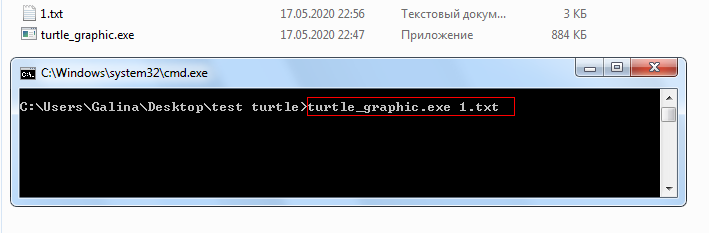 1.txt 17.05.2020 22:56 Текстовый докум... 3 КБ
turtle_graphic.exe 17.05.2020 22:47 Приложение 884 КБ
C:\Windows\system32\cmd.exe
C:\Users\Galina\Desktop\test turtle>turtle_graphic.exe 1.txt